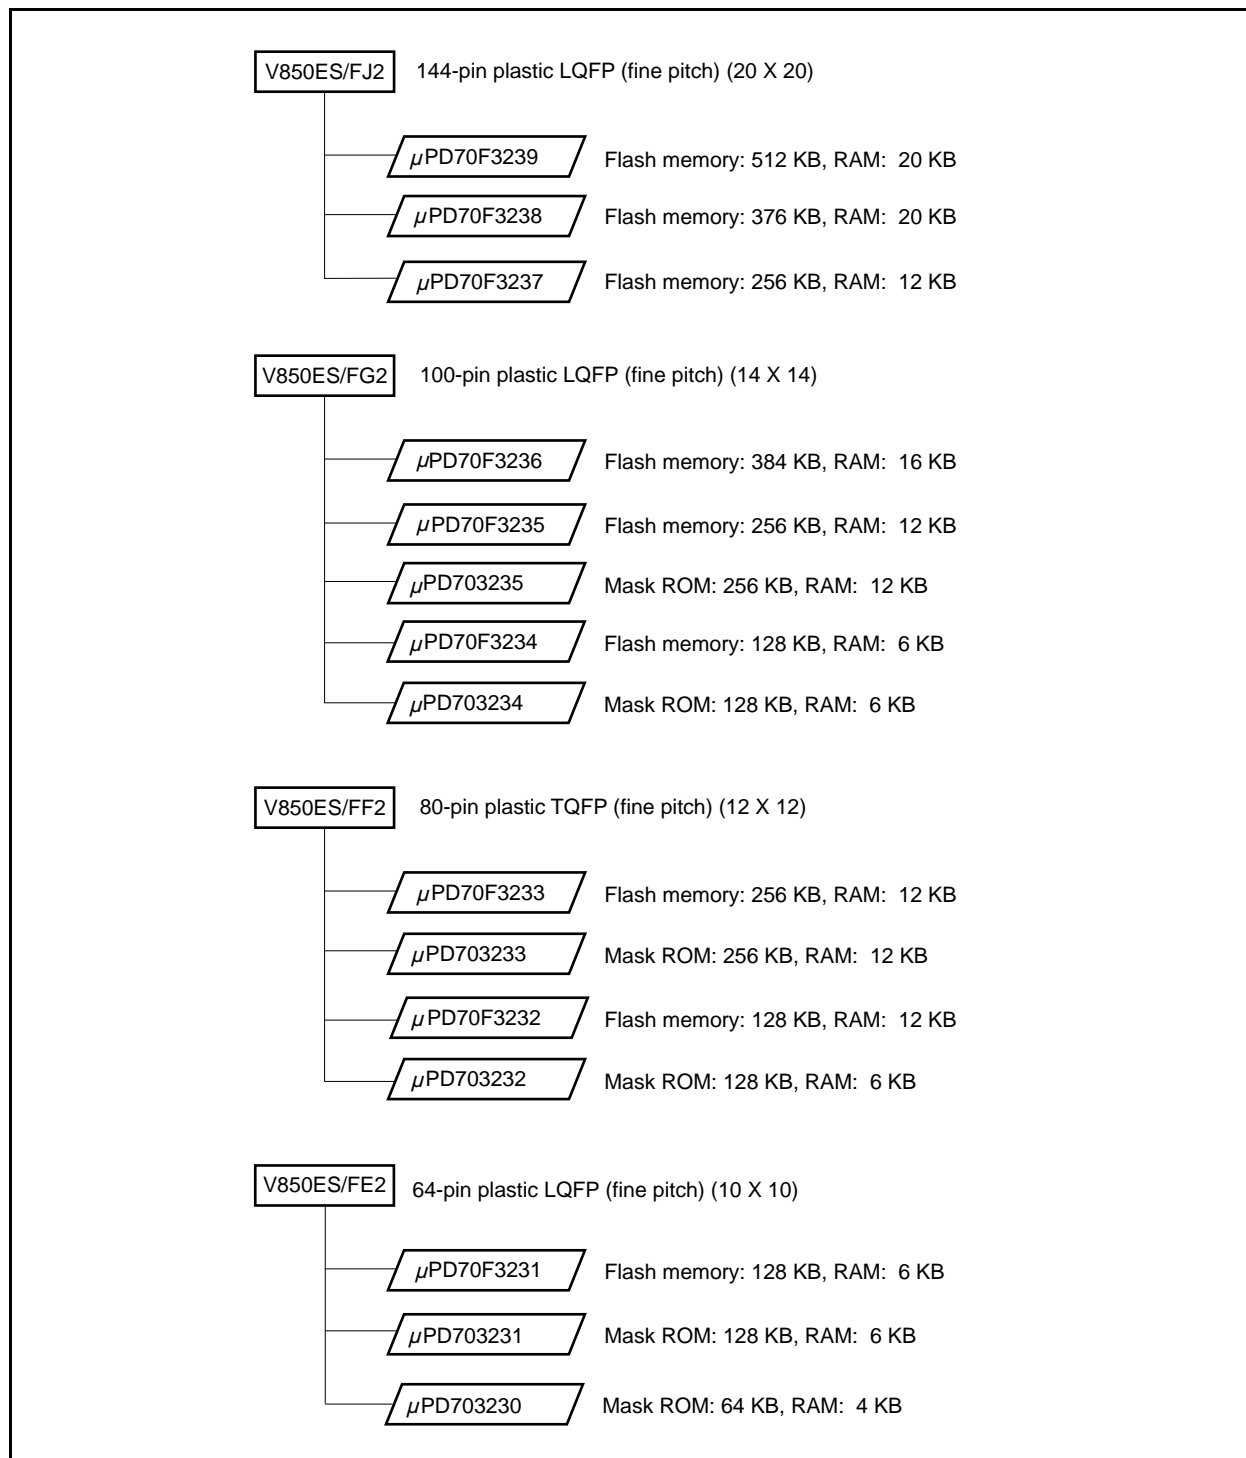 V850ES/FJ2 144-pin plastic LQFP (fine pitch) (20 X 20)
µPD70F3239 Flash memory: 512 KB, RAM: 20 KB
µPD70F3238 Flash memory: 376 KB, RAM: 20 KB
µPD70F3237 Flash memory: 256 KB, RAM: 12 KB
V850ES/FG2 100-pin plastic LQFP (fine pitch) (14 X 14)
µPD70F3236 Flash memory: 384 KB, RAM: 16 KB
µPD70F3235 Flash memory: 256 KB, RAM: 12 KB
µPD703235 Mask ROM: 256 KB, RAM: 12 KB
µPD70F3234 Flash memory: 128 KB, RAM: 6 KB
µPD703234 Mask ROM: 128 KB, RAM: 6 KB
V850ES/FF2 80-pin plastic TQFP (fine pitch) (12 X 12)
µPD70F3233 Flash memory: 256 KB, RAM: 12 KB
µPD703233 Mask ROM: 256 KB, RAM: 12 KB
µPD70F3232 Flash memory: 128 KB, RAM: 12 KB
µPD703232 Mask ROM: 128 KB, RAM: 6 KB
V850ES/FE2 64-pin plastic LQFP (fine pitch) (10 X 10)
µPD70F3231 Flash memory: 128 KB, RAM: 6 KB
µPD703231 Mask ROM: 128 KB, RAM: 6 KB
µPD703230 Mask ROM: 64 KB, RAM: 4 KB